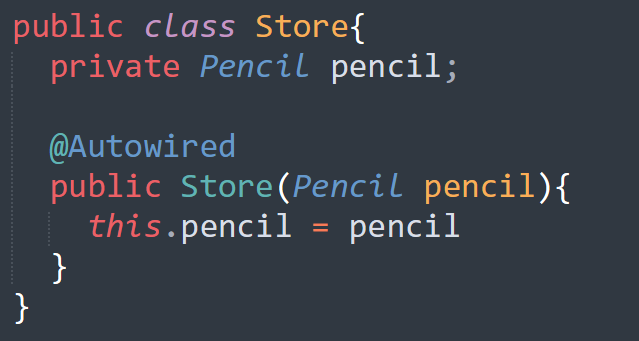 public class Store{
private Pencil pencil;
@Autowired
public Store(Pencil pencil){
this.pencil = pencil
}
}